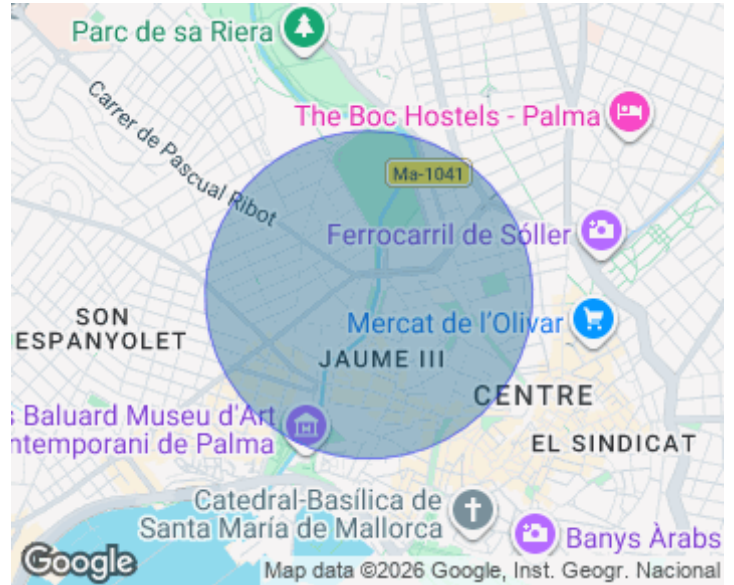 Parc de sa Riera
The Boc Hostels - Palma
Carrer de Pascual Ribot
Ma-1041
Ferrocarril de Sóller
SON
ESPANYOLET
Mercat de l'Olivar
JAUME III
CENTRE
s Baluard Museu d'Art
ntemporani de Palma
EL SINDICAT
Catedral-Basílica de
Santa María de Mallorca
Banys Àrabs
Google
Map data ©2026 Google, Inst. Geogr. Nacional